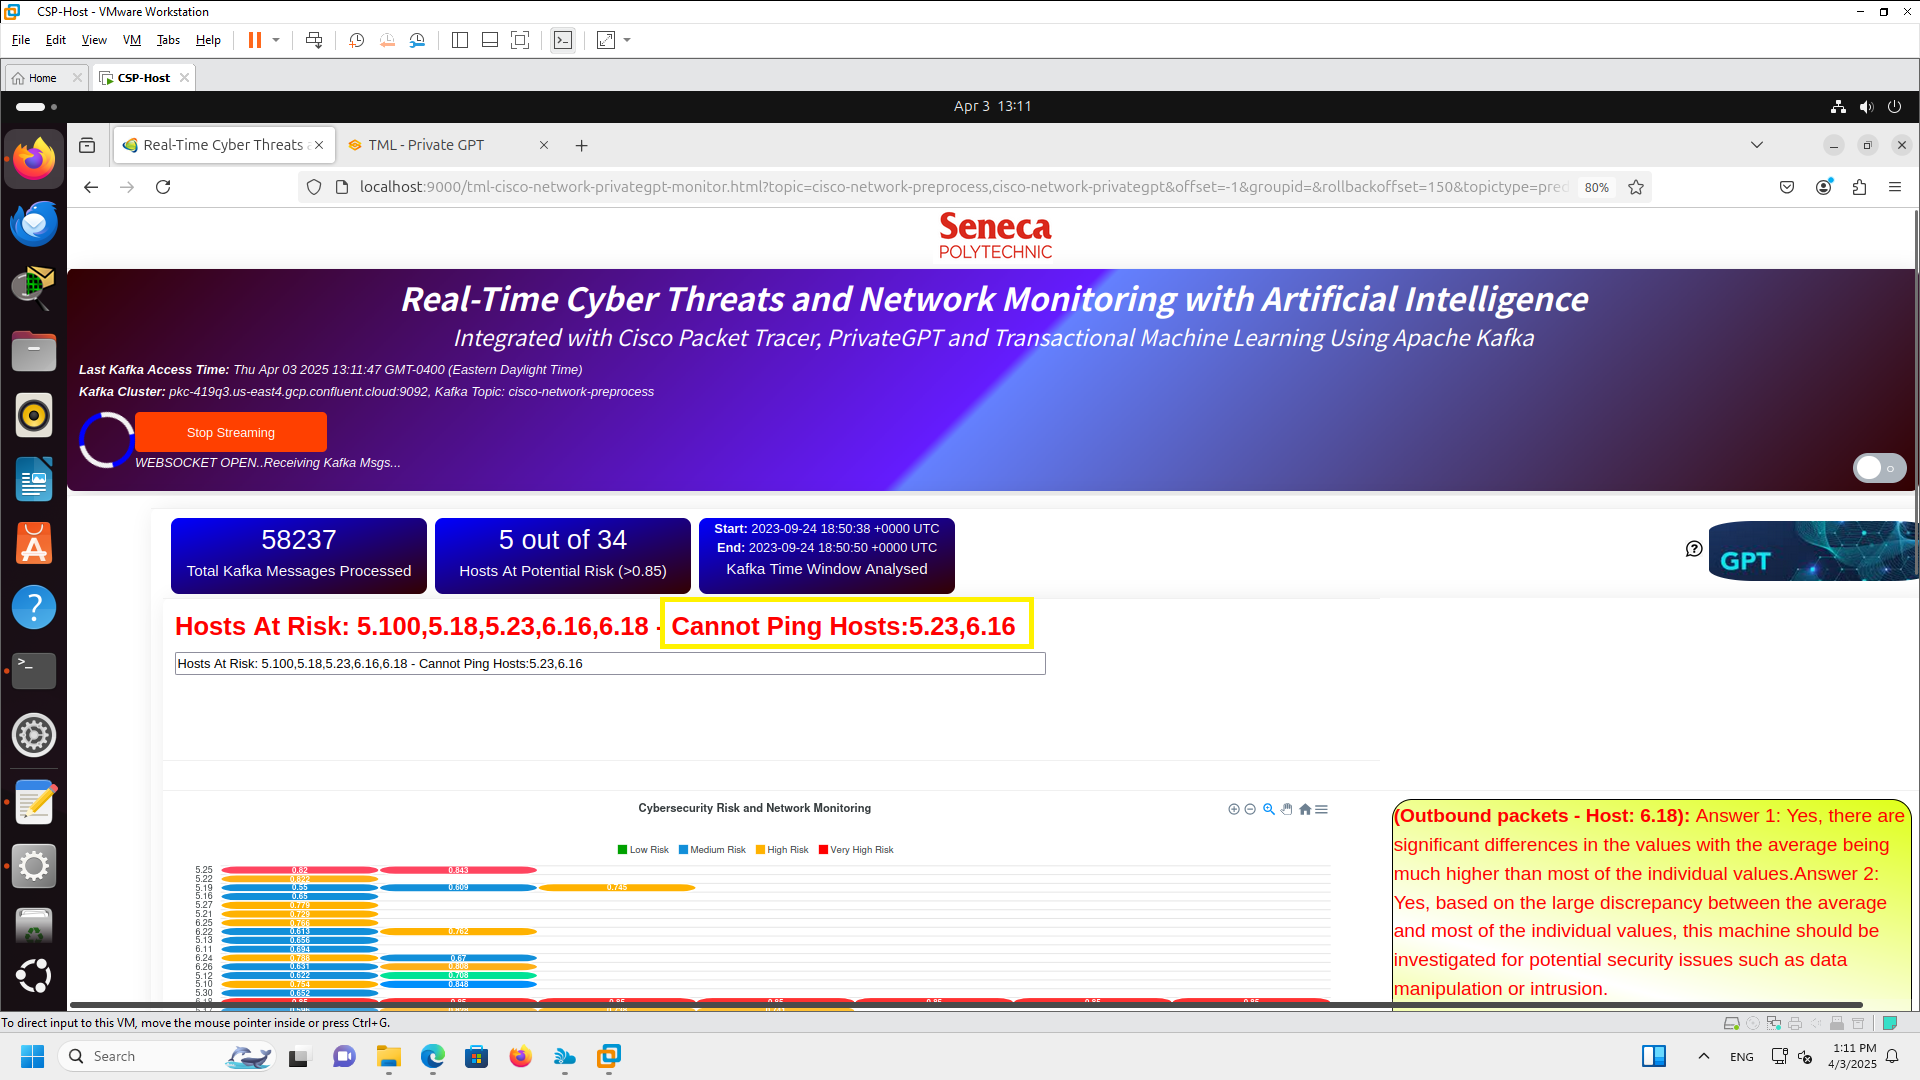 CSP-Host - VMware Workstation
File Edit View VM Tabs Help
Home
CSP-Host
Apr 3 13:11
Real-Time Cyber Threats a
TML - Private GPT
localhost:9000/tml-cisco-network-privategpt-monitor.html?topic=cisco-network-preprocess,cisco-network-privategpt&offset=-1&groupid=&rollbackoffset=150&topictype=pred
80%
Seneca
POLYTECHNIC
Real-Time Cyber Threats and Network Monitoring with Artificial Intelligence
Integrated with Cisco Packet Tracer, PrivateGPT and Transactional Machine Learning Using Apache Kafka
Last Kafka Access Time: Thu Apr 03 2025 13:11:47 GMT-0400 (Eastern Daylight Time)
Kafka Cluster: pkc-419q3.us-east4.gcp.confluent.cloud:9092, Kafka Topic: cisco-network-preprocess
Stop Streaming
WEBSOCKET OPEN..Receiving Kafka Msgs...
58237
Total Kafka Messages Processed
5 out of 34
Hosts At Potential Risk (>0.85)
Start: 2023-09-24 18:50:38 +0000 UTC
End: 2023-09-24 18:50:50 +0000 UTC
Kafka Time Window Analysed
GPT
Hosts At Risk: 5.100,5.18,5.23,6.16,6.18 - Cannot Ping Hosts:5.23,6.16
Hosts At Risk: 5.100,5.18,5.23,6.16,6.18 - Cannot Ping Hosts:5.23,6.16
Cybersecurity Risk and Network Monitoring
Low Risk Medium Risk High Risk Very High Risk
5.25 0.82 0.843
5.22 0.822
5.19 0.55 0.609 0.745
5.16 0.65
5.27 0.779
5.21 0.729
6.25 0.766
6.22 0.613 0.762
5.13 0.656
6.11 0.694
6.24 0.67
6.26 0.631
5.12 0.622 0.708
5.10 0.754 0.848
5.30 0.652
(Outbound packets - Host: 6.18): Answer 1: Yes, there are
significant differences in the values with the average being
much higher than most of the individual values.Answer 2:
Yes, based on the large discrepancy between the average
and most of the individual values, this machine should be
investigated for potential security issues such as data
manipulation or intrusion.
To direct input to this VM, move the mouse pointer inside or press Ctrl+G.
Search
ENG
1:11 PM
4/3/2025